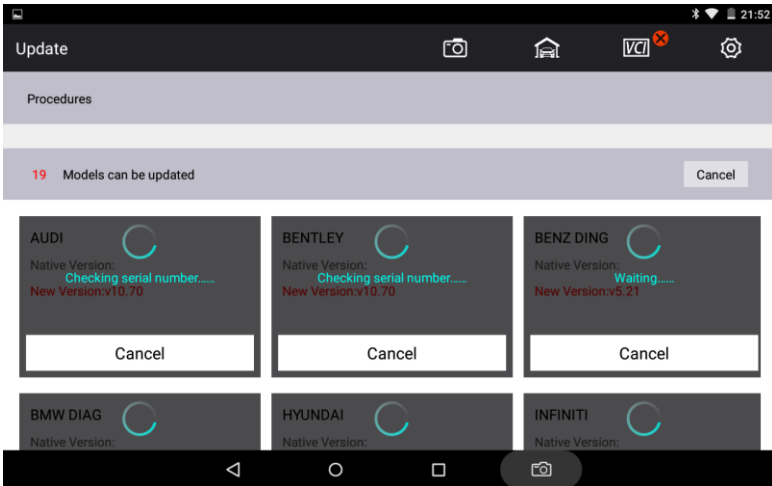 21:52
Update
VCI
Procedures
19 Models can be updated
Cancel
AUDI
Native Version:
Checking serial number......
New Version:v10.70
Cancel
BENTLEY
Native Version:
Checking serial number......
New Version:v10.70
Cancel
BENZ DING
Native Version:
Waiting......
New Version:v5.21
Cancel
BMW DIAG
Native Version:
HYUNDAI
Native Version:
INFINITI
Native Version: